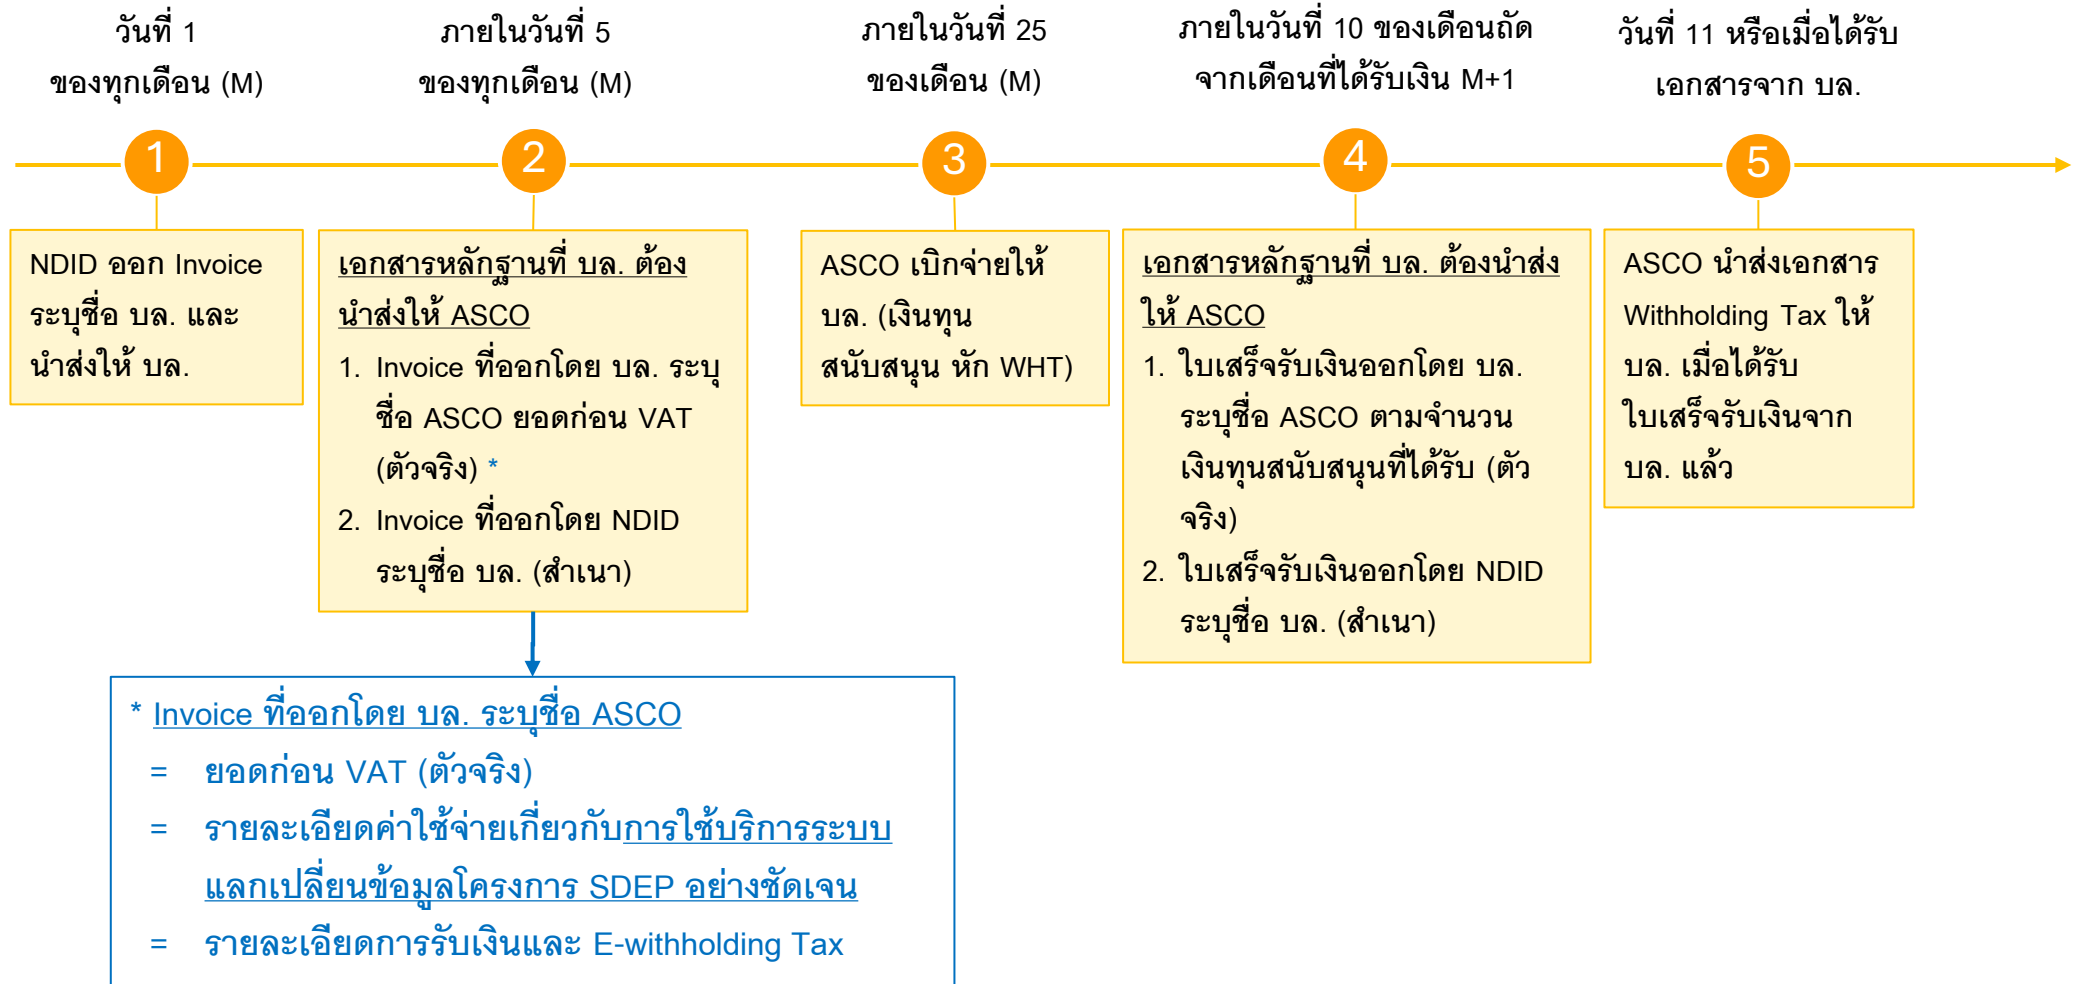 วันที่ 1
ของทุกเดือน (M)
ภายในวันที่ 5
ของทุกเดือน (M)
ภายในวันที่ 25
ของเดือน (M)
ภายในวันที่ 10 ของเดือนถัด
จากเดือนที่ได้รับเงิน M+1
วันที่ 11 หรือเมื่อได้รับ
เอกสารจาก บล.
1
2
3
4
5
NDID ออก Invoice
ระบุชื่อ บล. และ
นำส่งให้ บล.
เอกสารหลักฐานที่ บล. ต้อง
นำส่งให้ ASCO
1. Invoice ที่ออกโดย บล. ระบุ
ชื่อ ASCO ยอดก่อน VAT
(ตัวจริง) *
2. Invoice ที่ออกโดย NDID
ระบุชื่อ บล. (สำเนา)
ASCO เบิกจ่ายให้
บล. (เงินทุน
สนับสนุน หัก WHT)
เอกสารหลักฐานที่ บล. ต้องนำส่ง
ให้ ASCO
1. ใบเสร็จรับเงินออกโดย บล.
ระบุชื่อ ASCO ตามจำนวน
เงินทุนสนับสนุนที่ได้รับ (ตัว
จริง)
2. ใบเสร็จรับเงินออกโดย NDID
ระบุชื่อ บล. (สำเนา)
ASCO นำส่งเอกสาร
Withholding Tax ให้
บล. เมื่อได้รับ
ใบเสร็จรับเงินจาก
บล. แล้ว
* Invoice ที่ออกโดย บล. ระบุชื่อ ASCO
= ยอดก่อน VAT (ตัวจริง)
= รายละเอียดค่าใช้จ่ายเกี่ยวกับการใช้บริการระบบ
แลกเปลี่ยนข้อมูลโครงการ SDEP อย่างชัดเจน
= รายละเอียดการรับเงินและ E-withholding Tax